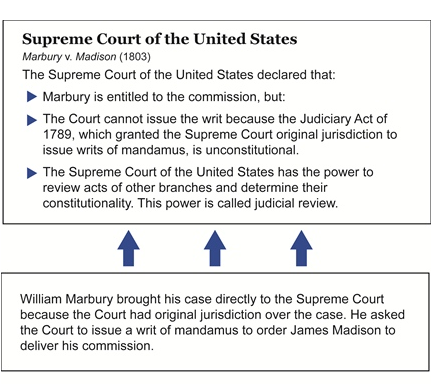 Supreme Court of the United States
Marbury v. Madison (1803)
The Supreme Court of the United States declared that:
Marbury is entitled to the commission, but:
The Court cannot issue the writ because the Judiciary Act of
1789, which granted the Supreme Court original jurisdiction to
issue writs of mandamus, is unconstitutional.
The Supreme Court of the United States has the power to
review acts of other branches and determine their
constitutionality. This power is called judicial review.
William Marbury brought his case directly to the Supreme Court
because the Court had original jurisdiction over the case. He asked
the Court to issue a writ of mandamus to order James Madison to
deliver his commission.